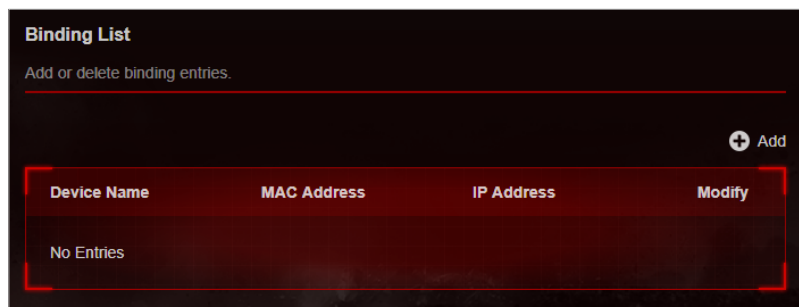 Binding List
Add or delete binding entries.
Add
Device Name MAC Address IP Address Modify
No Entries